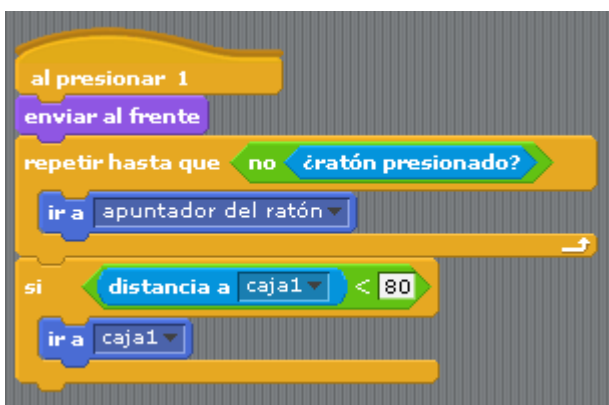 al presionar 1
enviar al frente
repetir hasta que no ¿ratón presionado?
ir a apuntador del ratón
si distancia a caja1 < 80
ir a caja1